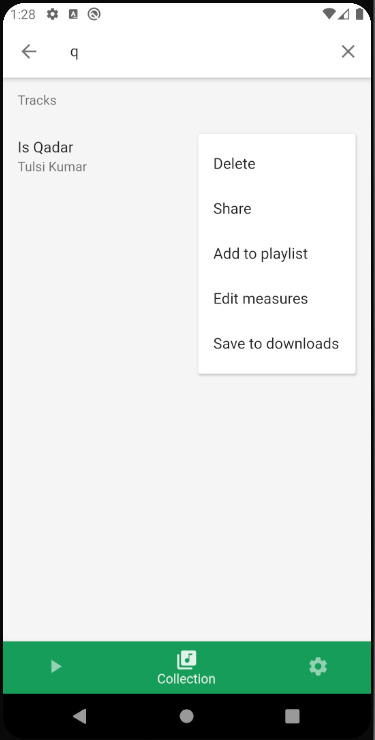 1:28
q
Tracks
Is Qadar
Tulsi Kumar
Delete
Share
Add to playlist
Edit measures
Save to downloads
Collection